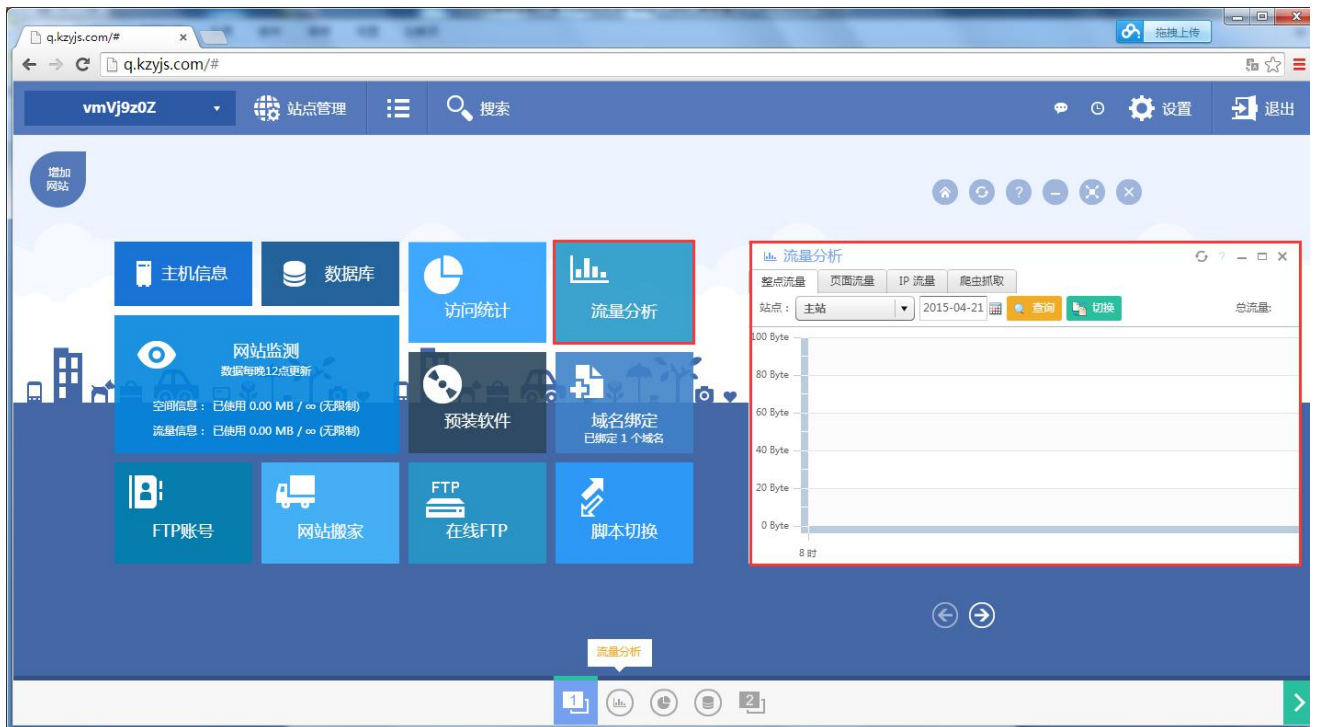 q.kzyjs.com/#
拖拽上传
q.kzyjs.com/#
vmVj9z0Z
站点管理
搜索
设置
退出
增加
网站
主机信息
数据库
访问统计
流量分析
网站监测
数据每晚12点更新
空间信息： 已使用 0.00 MB / ∞ (无限制)
流量信息： 已使用 0.00 MB / ∞ (无限制)
预装软件
域名绑定
已绑定 1 个域名
FTP账号
网站搬家
FTP
在线FTP
脚本切换
流量分析
整点流量 页面流量 IP 流量 爬虫抓取
站点： 主站 2015-04-21 查询 切换 总流量:
100 Byte
80 Byte
60 Byte
40 Byte
20 Byte
0 Byte
8 时
流量分析
1
2